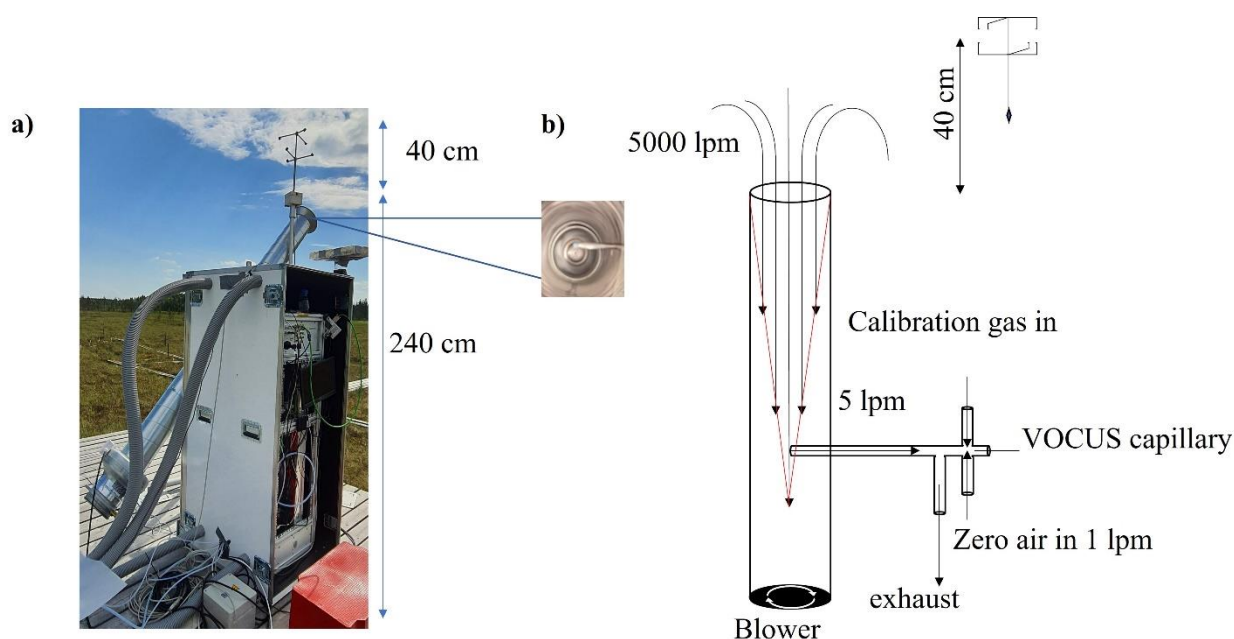 a)
40 cm
240 cm
b)
5000 lpm
40 cm
Calibration gas in
5 lpm
VOCUS capillary
Zero air in 1 lpm
exhaust
Blower